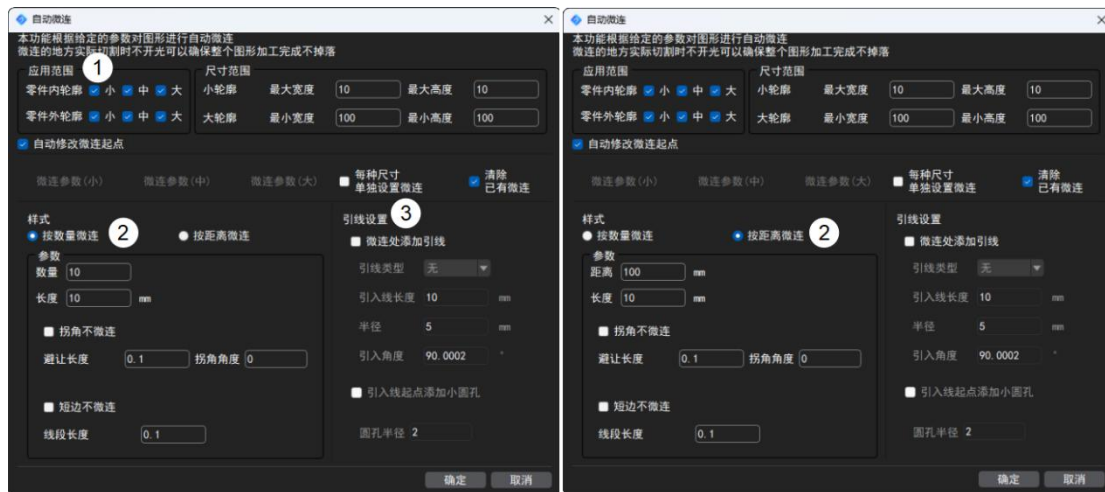 自动微连
本功能根据给定的参数对图形进行自动微连
微连的地方实际切割时不开光可以确保整个图形加工完成不掉落
应用范围 1
尺寸范围
零件内轮廓 小 中 大
小轮廓 最大宽度 10 最大高度 10
零件外轮廓 小 中 大
大轮廓 最小宽度 100 最小高度 100
自动修改微连起点
微连参数(小) 微连参数(中) 微连参数(大)
每种尺寸
单独设置微连
清除
已有微连
样式
按数量微连 2 按距离微连
参数
数量 10
长度 10 mm
拐角不微连
避让长度 0.1 拐角角度 0
短边不微连
线段长度 0.1
引线设置 3
微连处添加引线
引线类型 无
引入线长度 10 mm
半径 5 mm
引入角度 90.0002 °
引入线起点添加小圆孔
圆孔半径 2
确定 取消
自动微连
本功能根据给定的参数对图形进行自动微连
微连的地方实际切割时不开光可以确保整个图形加工完成不掉落
应用范围
尺寸范围
零件内轮廓 小 中 大
小轮廓 最大宽度 10 最大高度 10
零件外轮廓 小 中 大
大轮廓 最小宽度 100 最小高度 100
自动修改微连起点
微连参数(小) 微连参数(中) 微连参数(大)
每种尺寸
单独设置微连
清除
已有微连
样式
按数量微连 按距离微连 2
参数
距离 100 mm
长度 10 mm
拐角不微连
避让长度 0.1 拐角角度 0
短边不微连
线段长度 0.1
引线设置
微连处添加引线
引线类型 无
引入线长度 10 mm
半径 5 mm
引入角度 90.0002 °
引入线起点添加小圆孔
圆孔半径 2
确定 取消